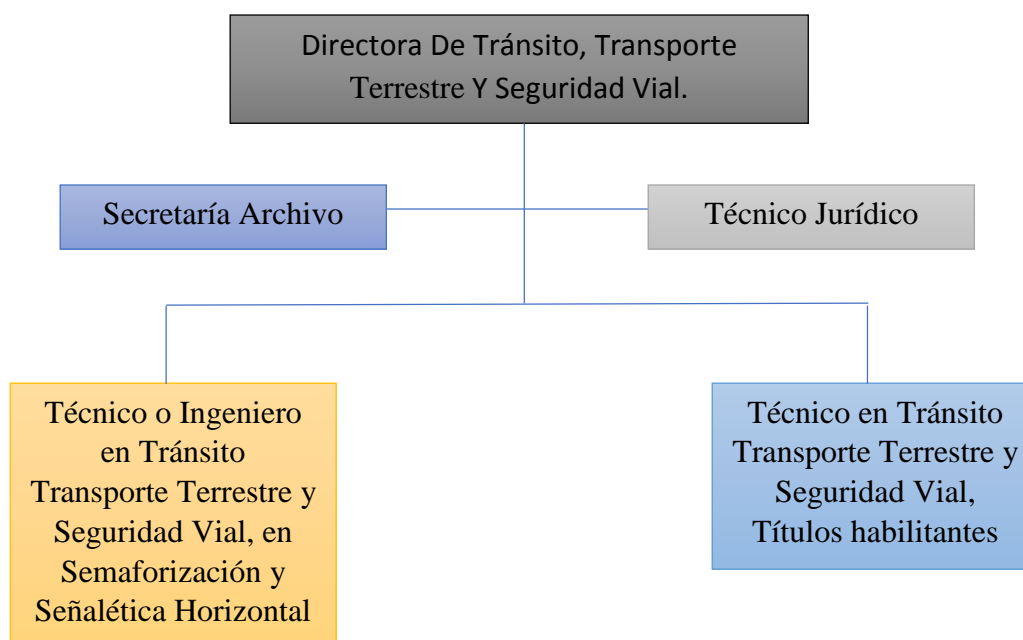 Directora De Tránsito, Transporte
Terrestre Y Seguridad Vial.
Secretaría Archivo
Técnico Jurídico
Técnico o Ingeniero
en Tránsito
Transporte Terrestre y
Seguridad Vial, en
Semaforización y
Señalética Horizontal
Técnico en Tránsito
Transporte Terrestre y
Seguridad Vial,
Títulos habilitantes